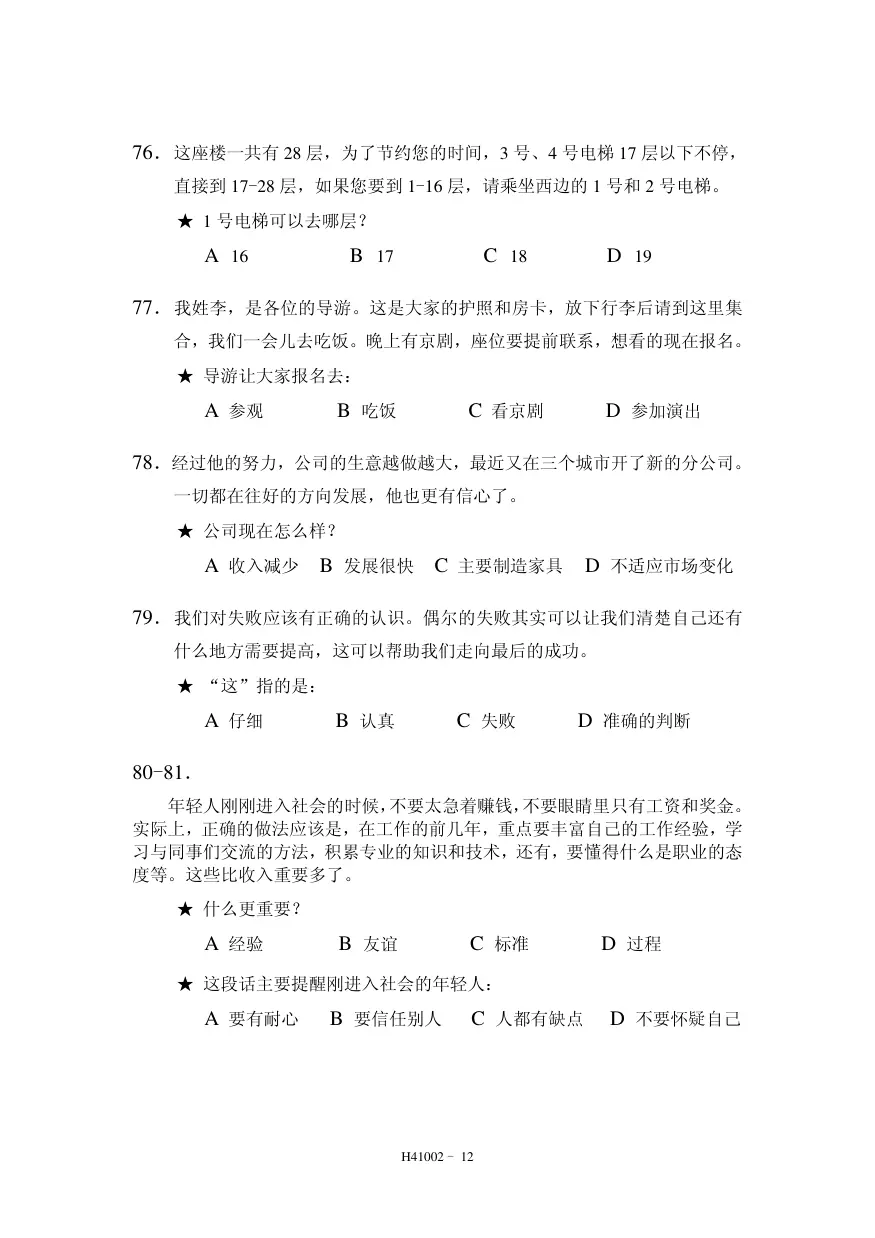 76．这座楼一共有 28 层，为了节约您的时间，3 号、4 号电梯 17 层以下不停，
直接到 17-28 层，如果您要到 1-16 层，请乘坐西边的 1 号和 2 号电梯。
★ 1 号电梯可以去哪层？
A 16 B 17 C 18 D 19
77．我姓李，是各位的导游。这是大家的护照和房卡，放下行李后请到这里集
合，我们一会儿去吃饭。晚上有京剧，座位要提前联系，想看的现在报名。
★ 导游让大家报名去：
A 参观 B 吃饭 C 看京剧 D 参加演出
78．经过他的努力，公司的生意越做越大，最近又在三个城市开了新的分公司。
一切都在往好的方向发展，他也更有信心了。
★ 公司现在怎么样？
A 收入减少 B 发展很快 C 主要制造家具 D 不适应市场变化
79．我们对失败应该有正确的认识。偶尔的失败其实可以让我们清楚自己还有
什么地方需要提高，这可以帮助我们走向最后的成功。
★ “这”指的是：
A 仔细 B 认真 C 失败 D 准确的判断
80-81．
年轻人刚刚进入社会的时候，不要太急着赚钱，不要眼睛里只有工资和奖金。
实际上，正确的做法应该是，在工作的前几年，重点要丰富自己的工作经验，学
习与同事们交流的方法，积累专业的知识和技术，还有，要懂得什么是职业的态
度等。这些比收入重要多了。
★ 什么更重要？
A 经验 B 友谊 C 标准 D 过程
★ 这段话主要提醒刚进入社会的年轻人：
A 要有耐心 B 要信任别人 C 人都有缺点 D 不要怀疑自己
H41002 - 12